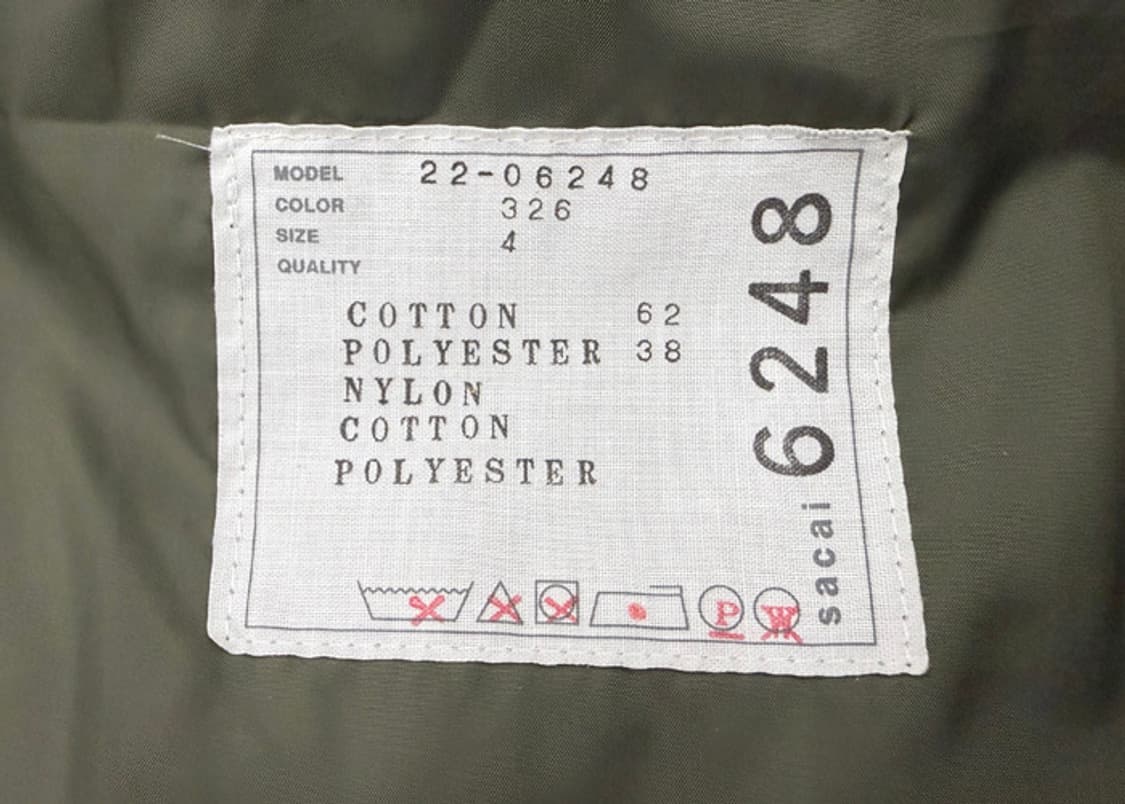 MODEL 22-06248
COLOR 326
SIZE 4
QUALITY
COTTON 62
POLYESTER 38
NYLON
COTTON
POLYESTER
P W
sacai 6248